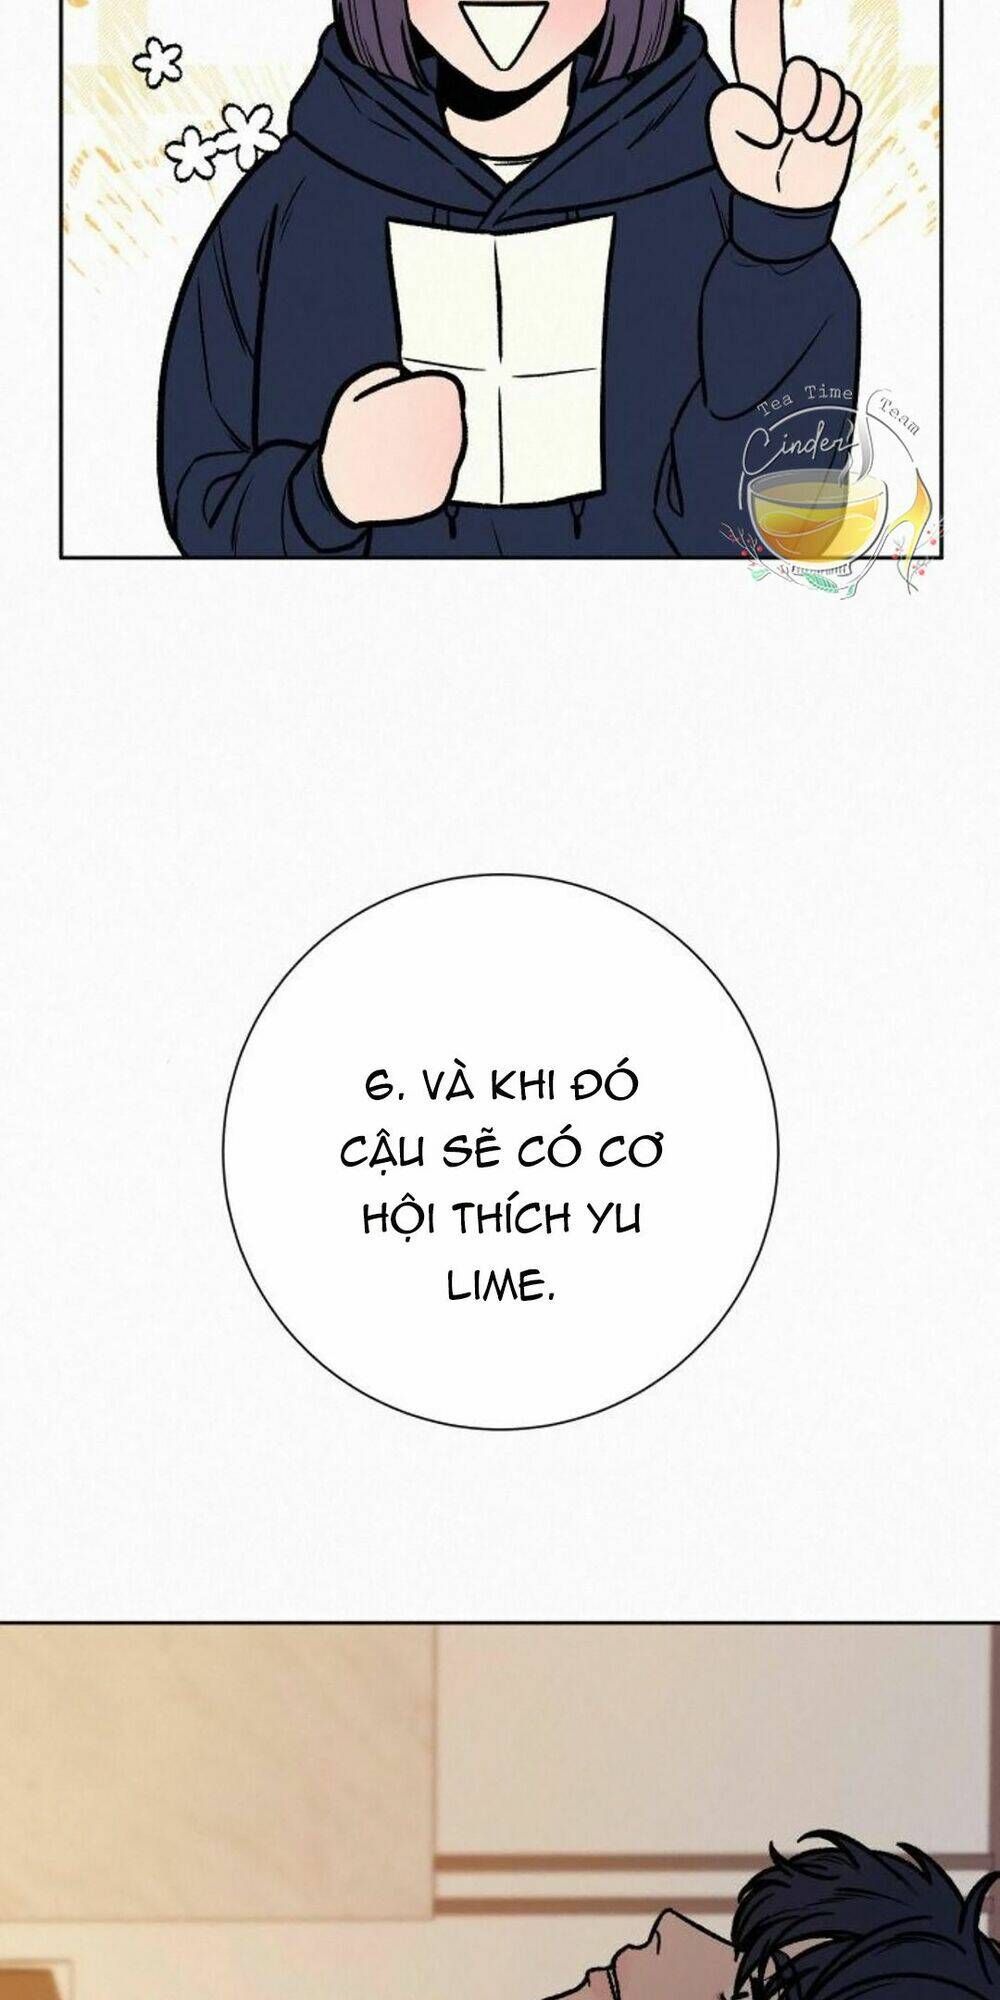 Tea Time Team
Cinder
6. VÀ KHI ĐÓ
CẬU SẼ CÓ CƠ
HỘI THÍCH YU
LIME.